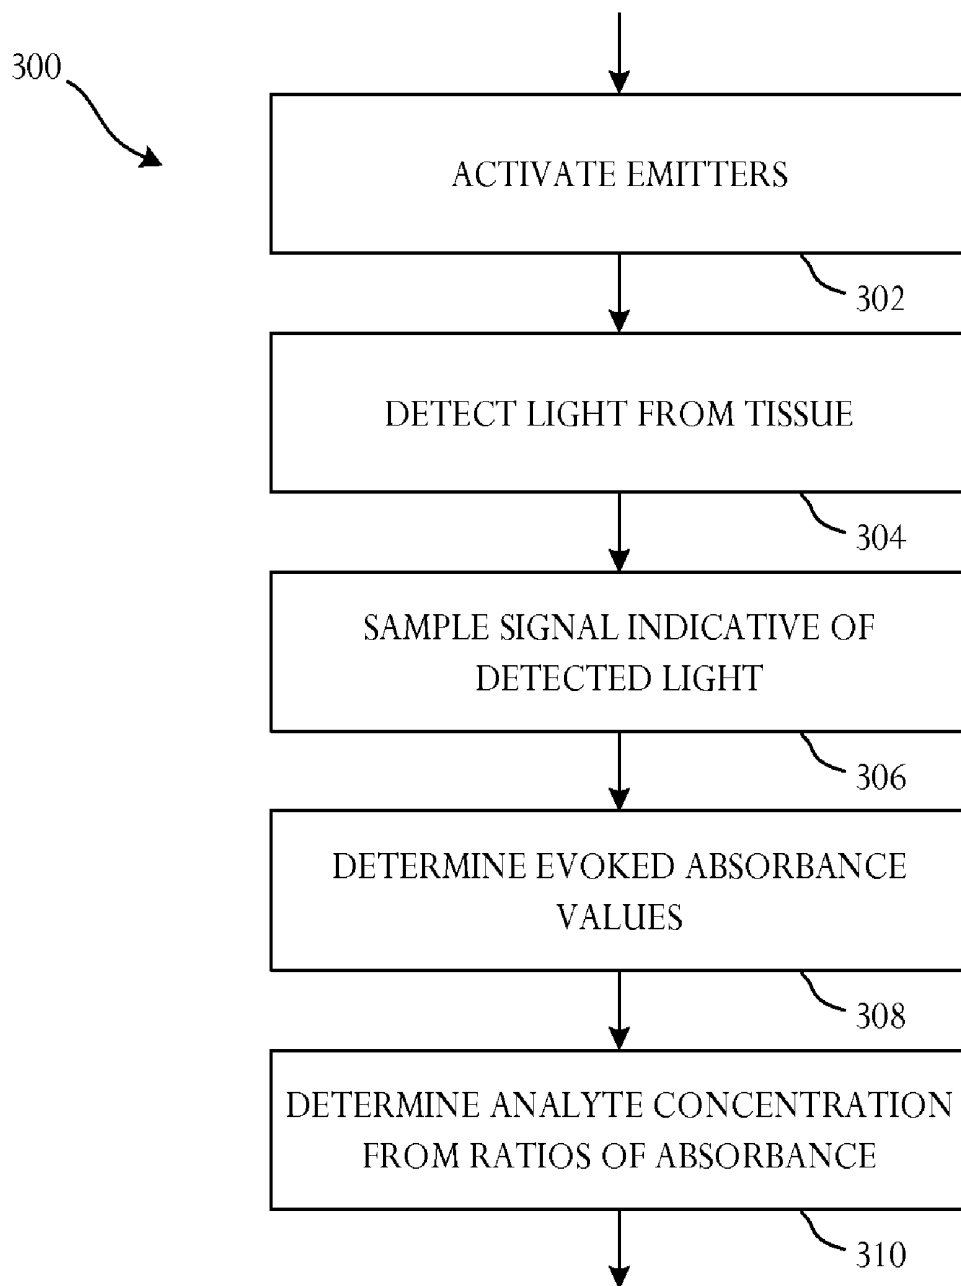 300
ACTIVATE EMITTERS
302
DETECT LIGHT FROM TISSUE
304
SAMPLE SIGNAL INDICATIVE OF
DETECTED LIGHT
306
DETERMINE EVOKED ABSORBANCE
VALUES
308
DETERMINE ANALYTE CONCENTRATION
FROM RATIOS OF ABSORBANCE
310